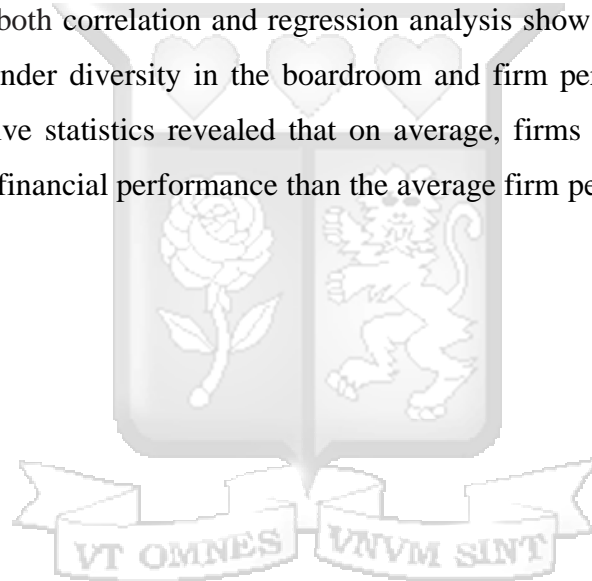 both correlation and regression analysis show
nder diversity in the boardroom and firm per
ve statistics revealed that on average, firms
financial performance than the average firm pe
VT OMNES VNVM SINT